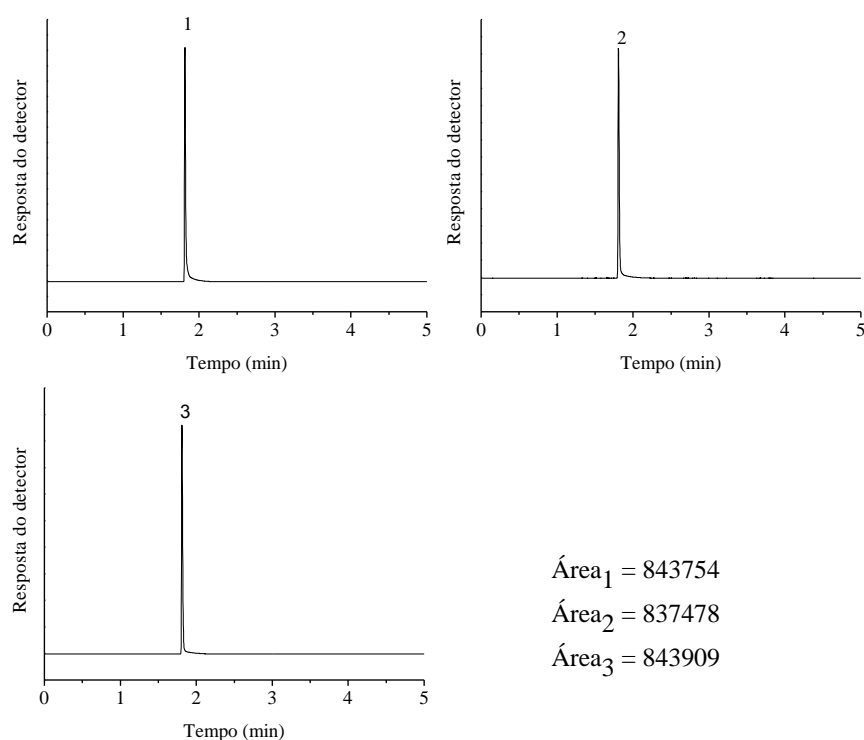 1
Resposta do detector
0 1 2 3 4 5
Tempo (min)
2
Resposta do detector
0 1 2 3 4 5
Tempo (min)
3
Resposta do detector
0 1 2 3 4 5
Tempo (min)
Área1 = 843754
Área2 = 837478
Área3 = 843909